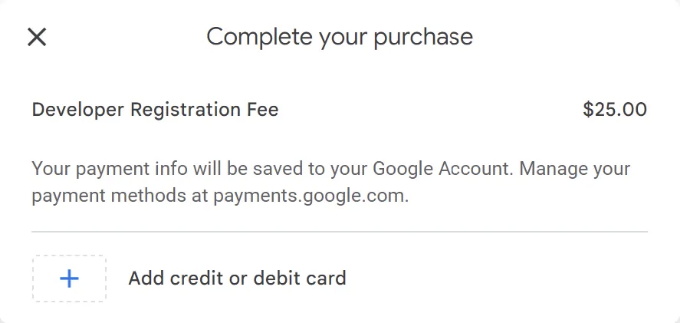 Complete your purchase
Developer Registration Fee $25.00
Your payment info will be saved to your Google Account. Manage your
payment methods at payments.google.com.
Add credit or debit card